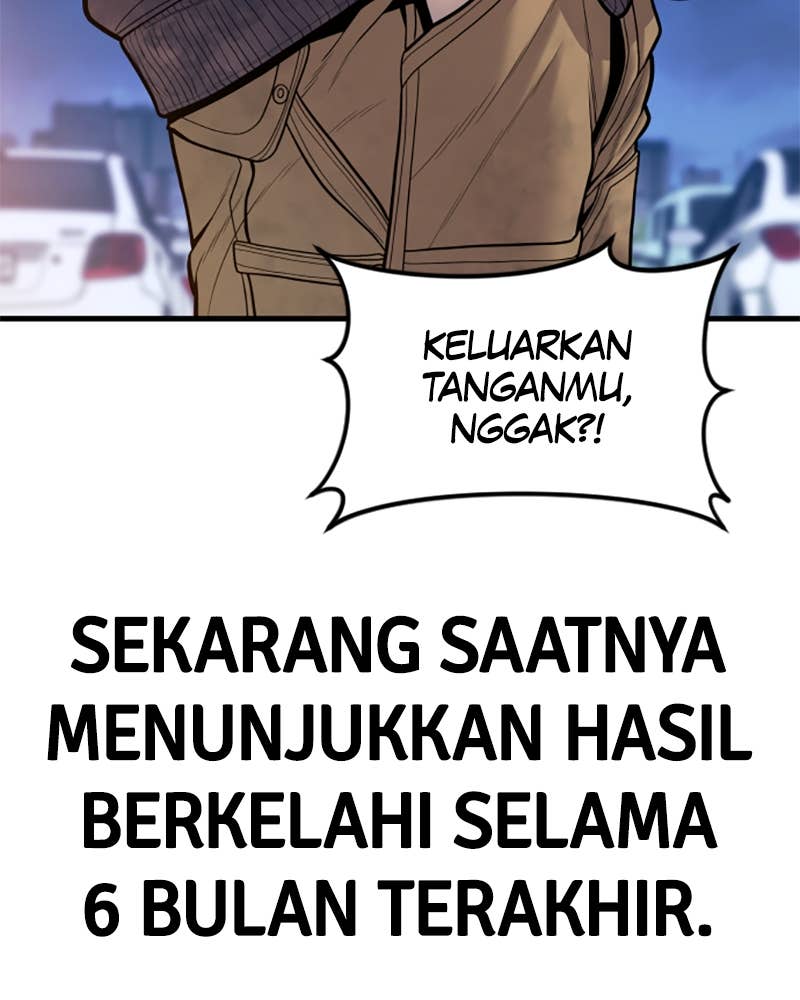 KELUARKAN
TANGANMU,
NGGAK?!
SEKARANG SAATNYA
MENUNJUKKAN HASIL
BERKELAHI SELAMA
6 BULAN TERAKHIR.